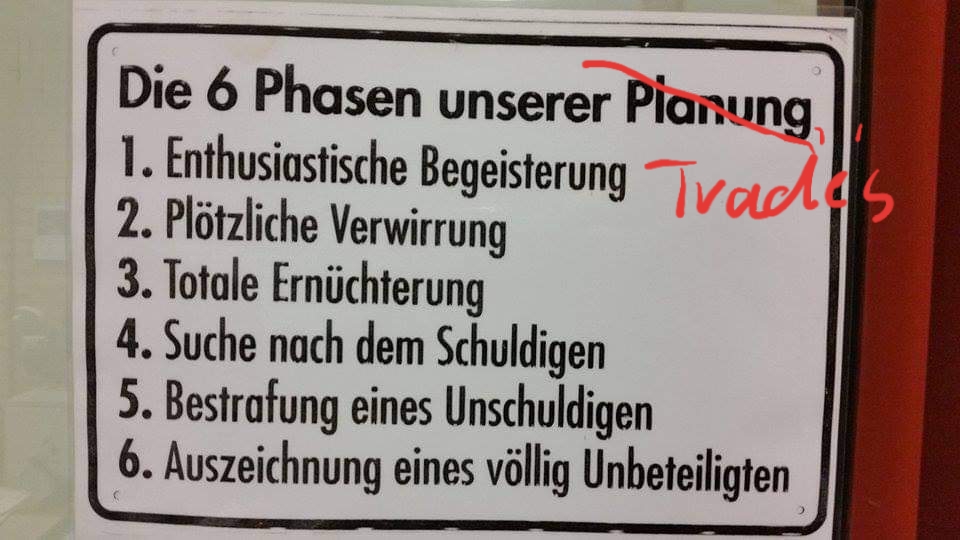 Die 6 Phasen unserer Planung
1. Enthusiastische Begeisterung
Tradé's
2. Plötzliche Verwirrung
3. Totale Ernüchterung
4. Suche nach dem Schuldigen
5. Bestrafung eines Unschuldigen
6. Auszeichnung eines völlig Unbeteiligten